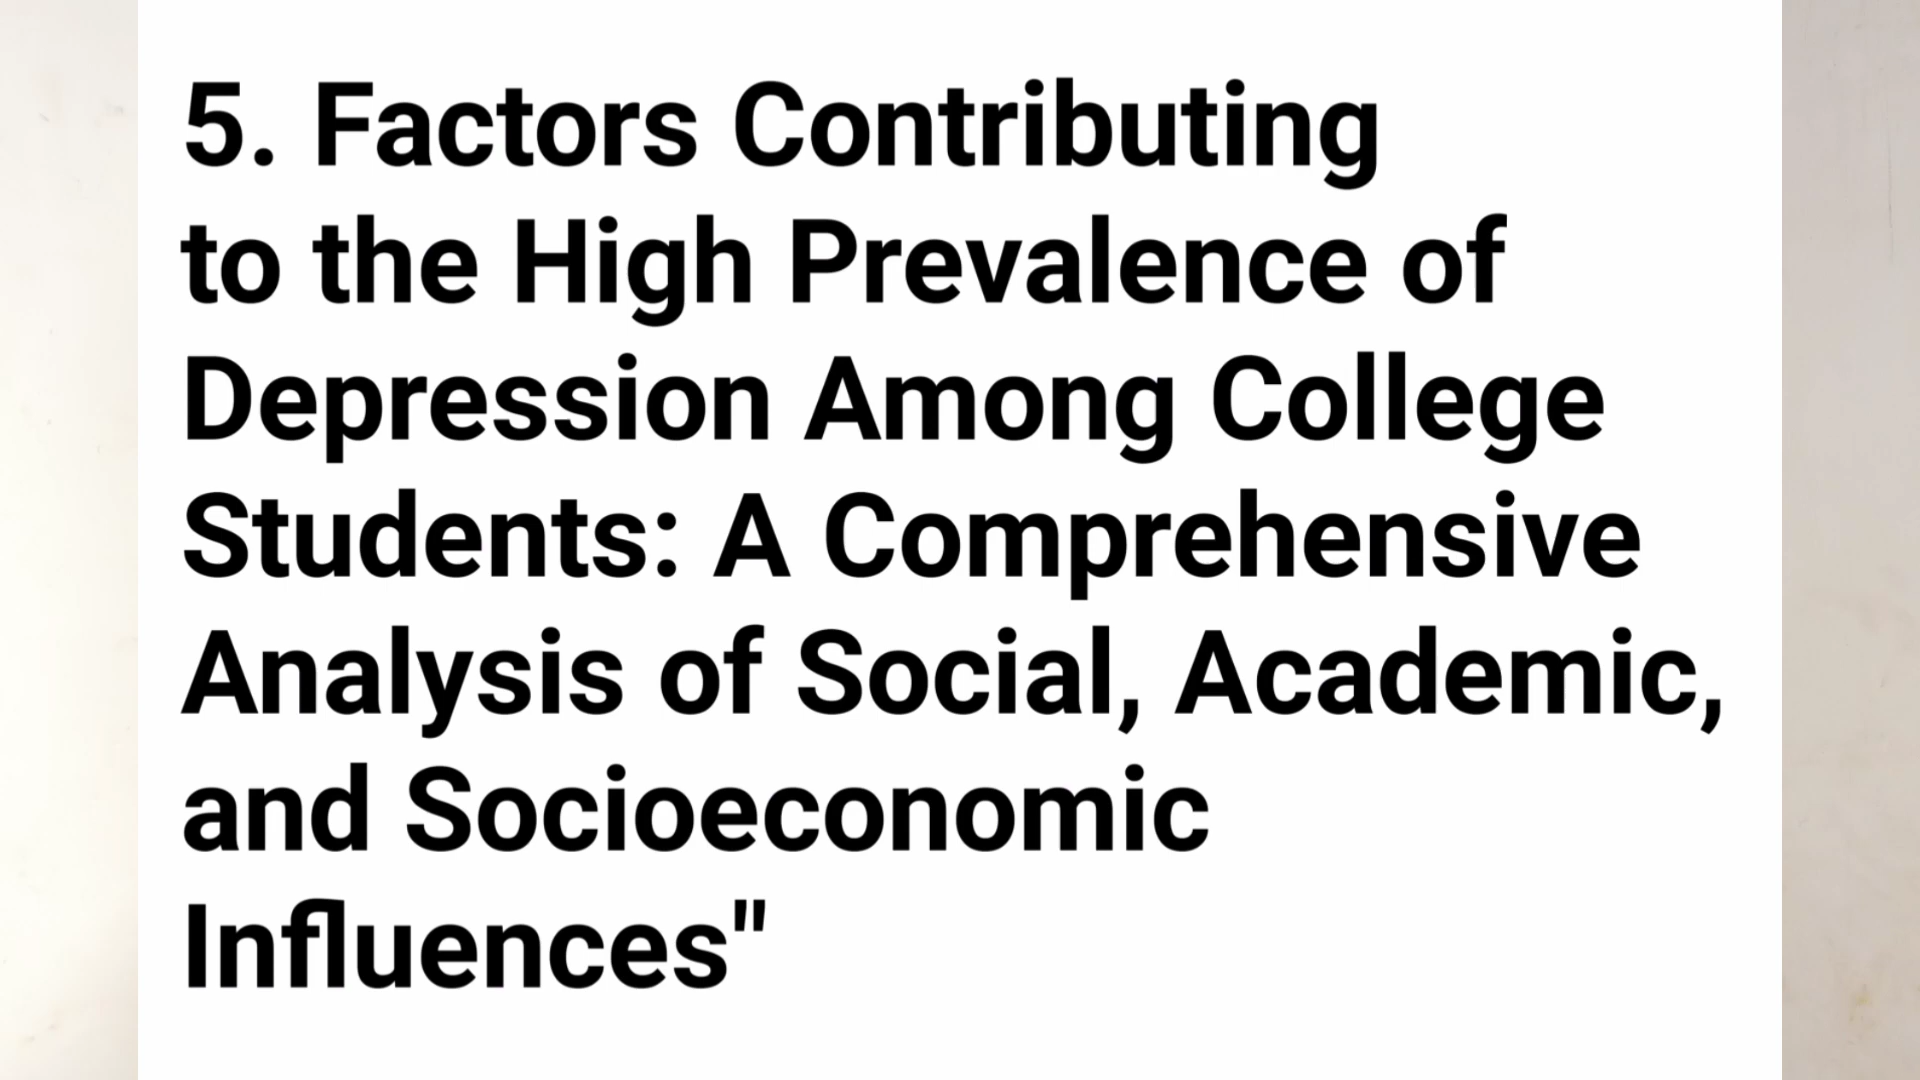 5. Factors Contributing
to the High Prevalence of
Depression Among College
Students: A Comprehensive
Analysis of Social, Academic,
and Socioeconomic
Influences"